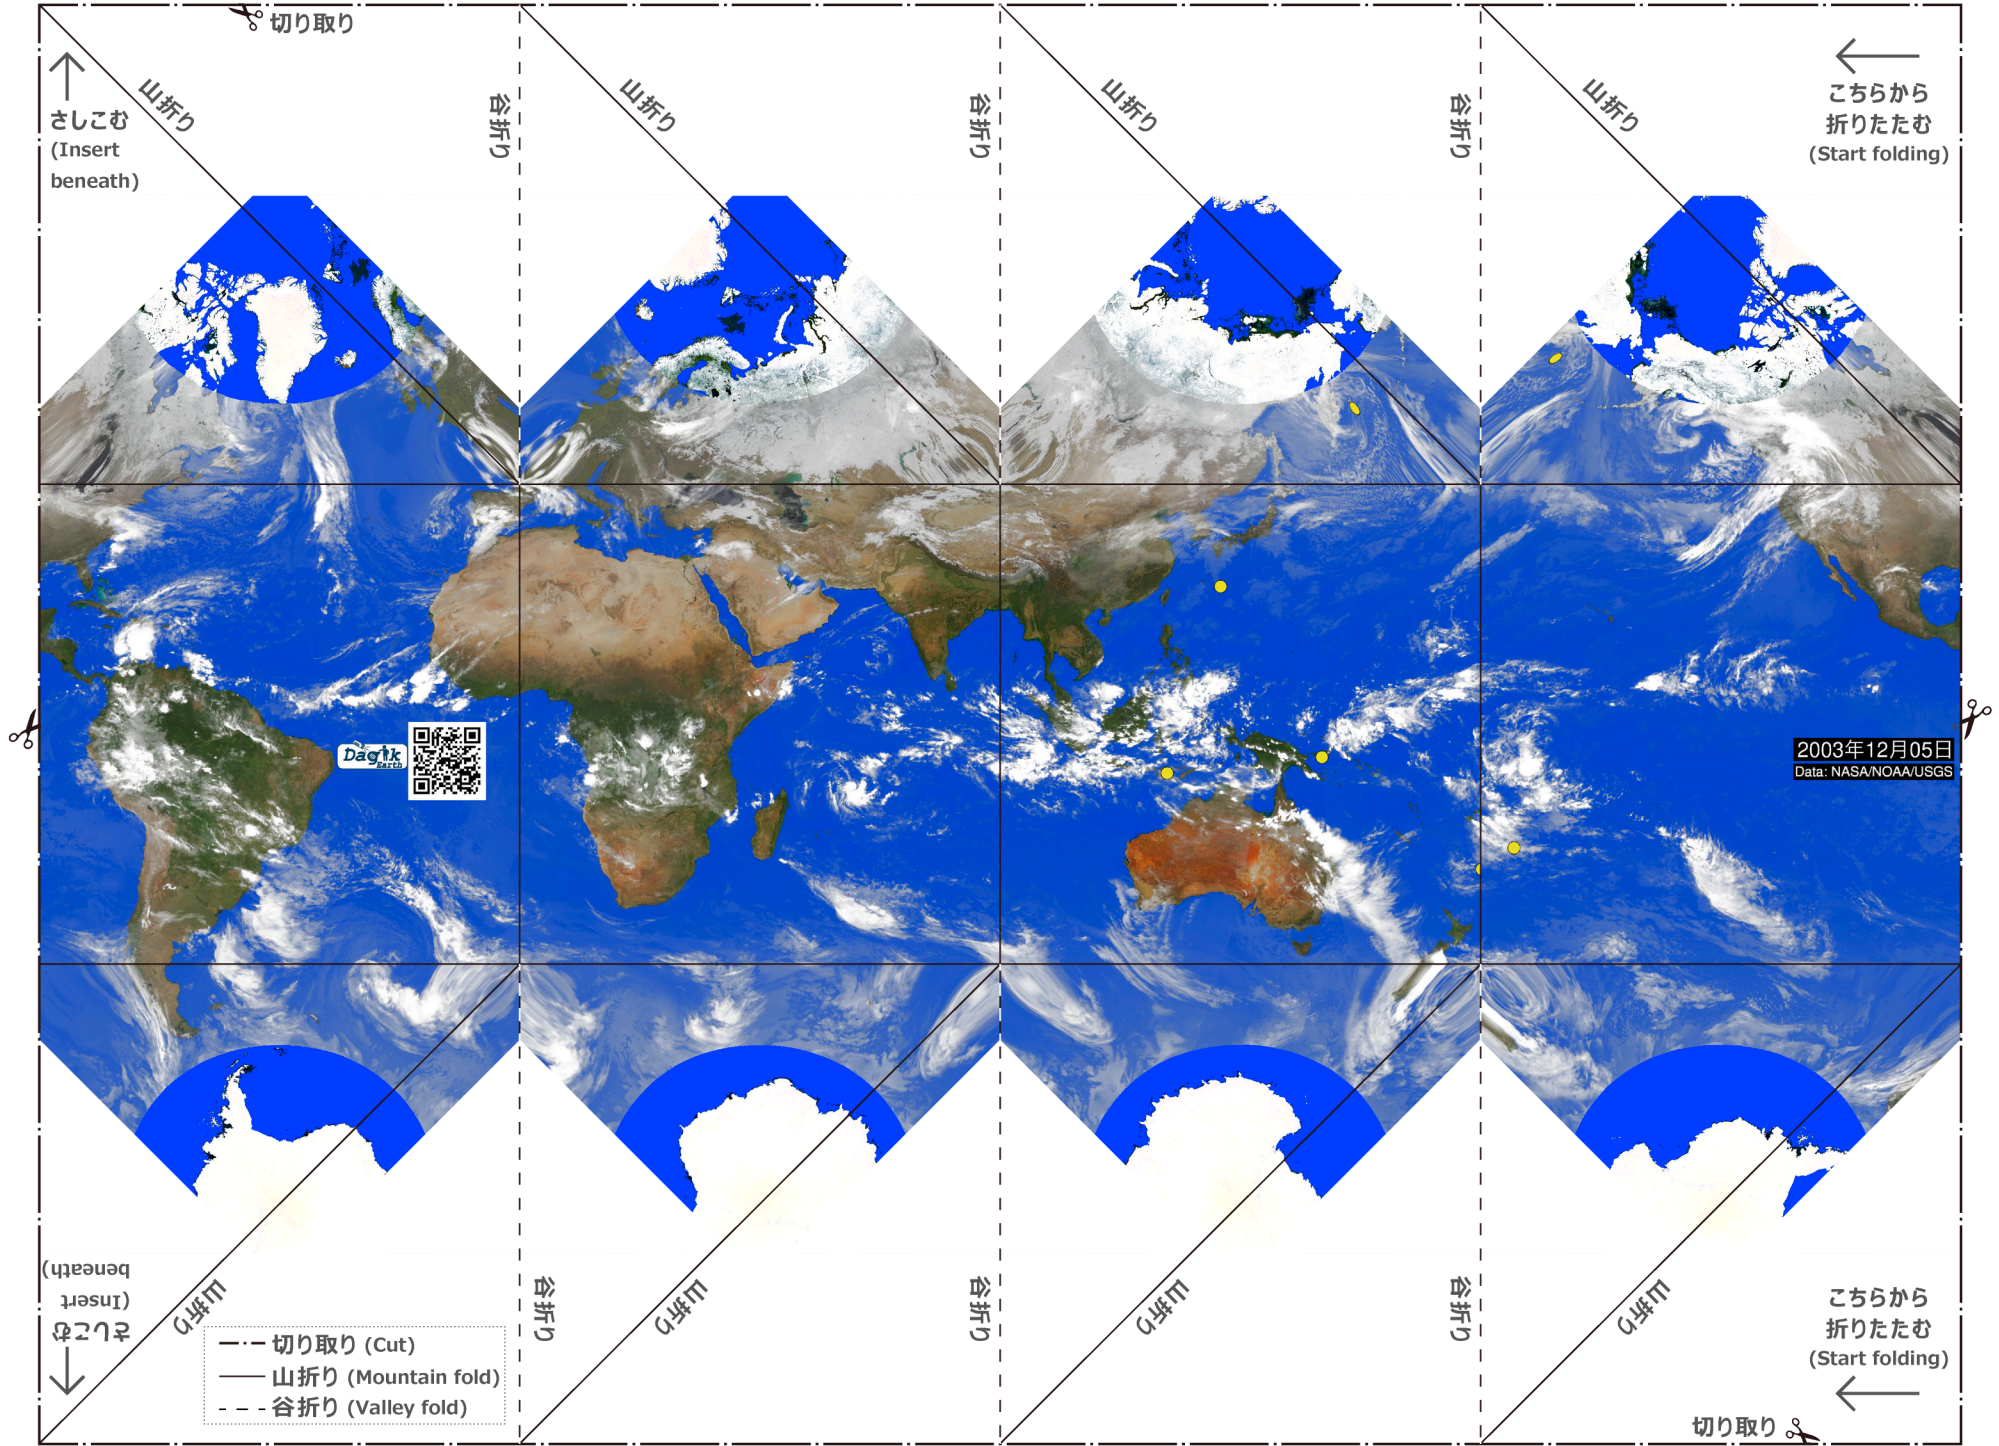 切り取り
さしこむ
(Insert
beneath)
山折り
谷折り
山折り
谷折り
山折り
谷折り
山折り
こちらから
折りたたむ
(Start folding)
Dagik
Earth
2003年12月05日
Data: NASA/NOAA/USGS
さしこむ
(Insert
beneath)
山折り
谷折り
山折り
谷折り
山折り
谷折り
山折り
こちらから
折りたたむ
(Start folding)
切り取り (Cut)
山折り (Mountain fold)
谷折り (Valley fold)
切り取り